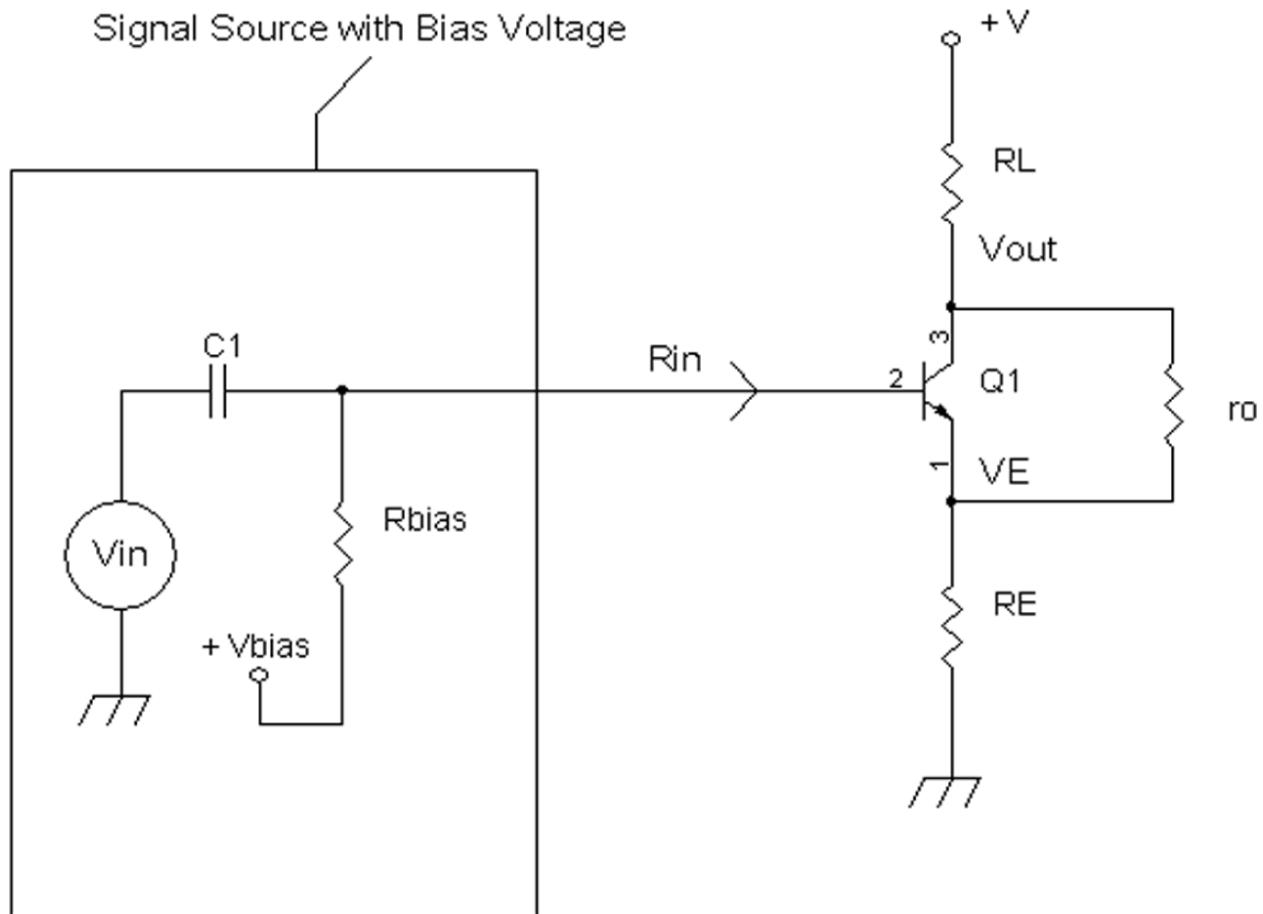 Signal Source with Bias Voltage
+ V
RL
Vout
C1
Rin
3
2
Q1
ro
1
VE
Rbias
Vin
RE
+ Vbias